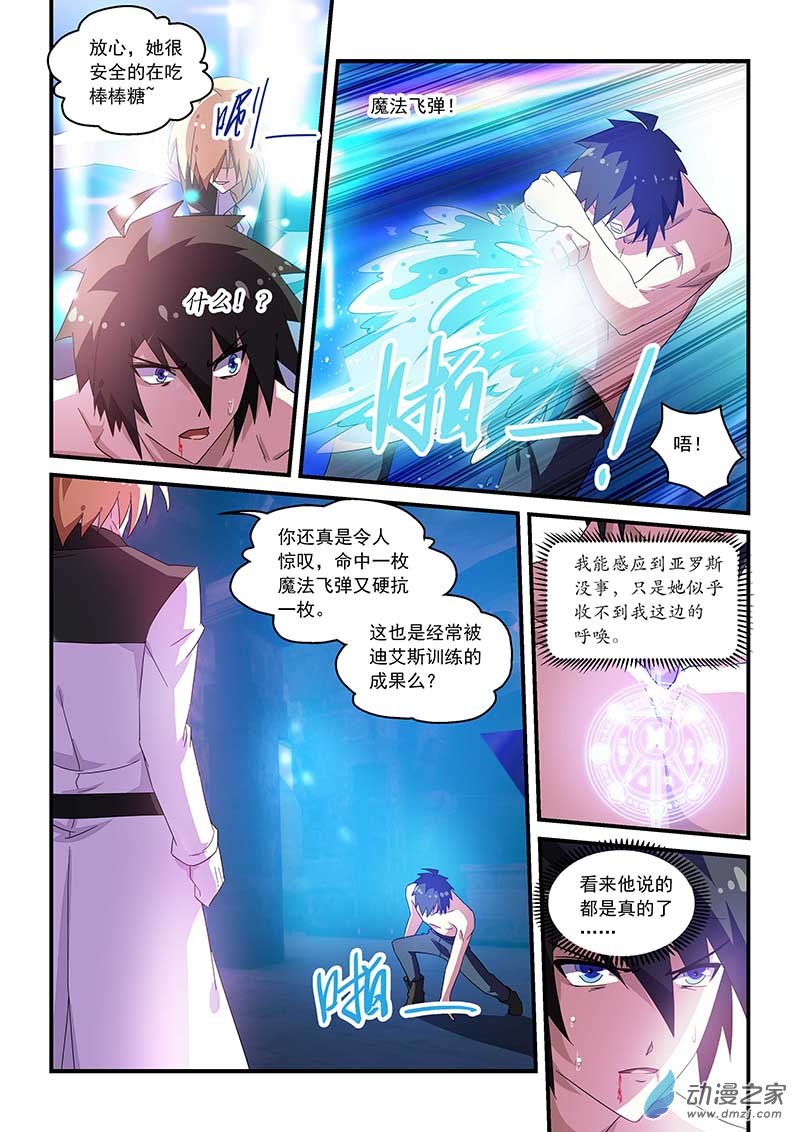 放心，她很
安全的在吃
棒棒糖~
唰一
什么！？
魔法飞弹！
啪一！
唔！
你还真是令人
惊叹，命中一枚
魔法飞弹又硬抗
一枚。
这也是经常被
迪艾斯训练的
成果么？
啪一
我能感应到亚罗斯
没事，只是她似乎
收不到我这边的
呼唤。
看来他说的
都是真的了
……
动漫之家
www.dmzj.com